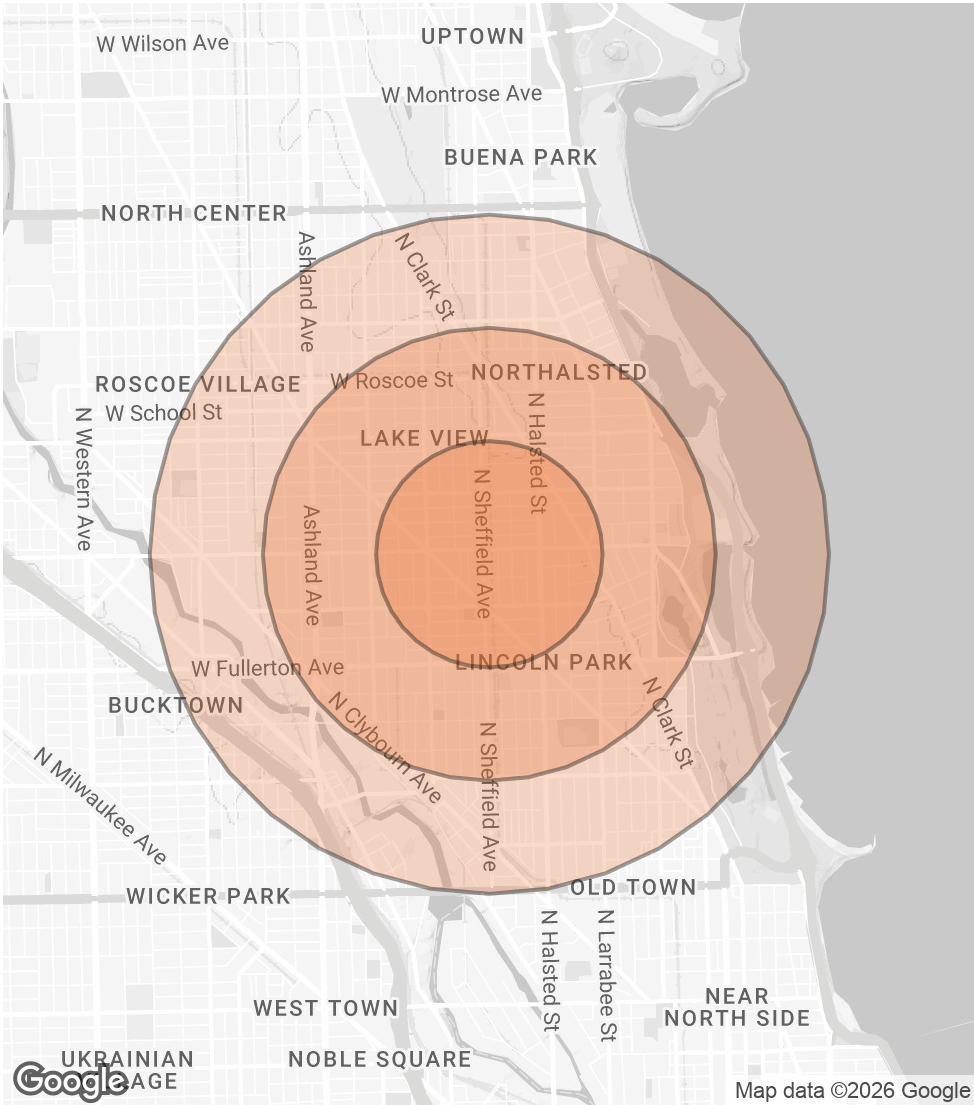 UPTOWN
W Wilson Ave
W Montrose Ave
BUENA PARK
NORTH CENTER
Ashland Ave
N Clark St
ROSCOE VILLAGE
W Roscoe St
NORTHALSTED
W School St
N Western Ave
LAKE VIEW
N Halsted St
N Sheffield Ave
Ashland Ave
W Fullerton Ave
LINCOLN PARK
BUCKTOWN
N Clybourn Ave
N Clark St
N Sheffield Ave
N Milwaukee Ave
WICKER PARK
OLD TOWN
N Halsted St
N Larrabee St
WEST TOWN
NEAR
NORTH SIDE
UKRAINIAN
NOBLE SQUARE
Google
Map data ©2026 Google